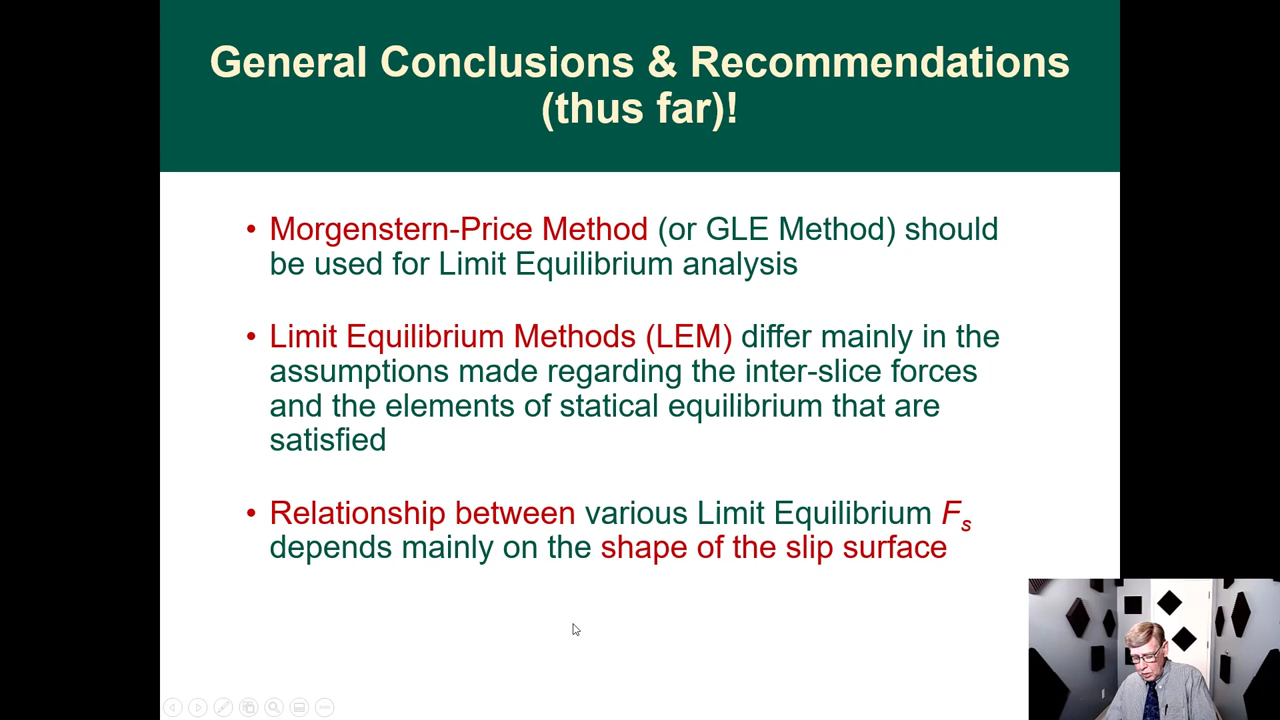 General Conclusions & Recommendations
(thus far)!
• Morgenstern-Price Method (or GLE Method) should
be used for Limit Equilibrium analysis
• Limit Equilibrium Methods (LEM) differ mainly in the
assumptions made regarding the inter-slice forces
and the elements of statical equilibrium that are
satisfied
• Relationship between various Limit Equilibrium Fs
depends mainly on the shape of the slip surface